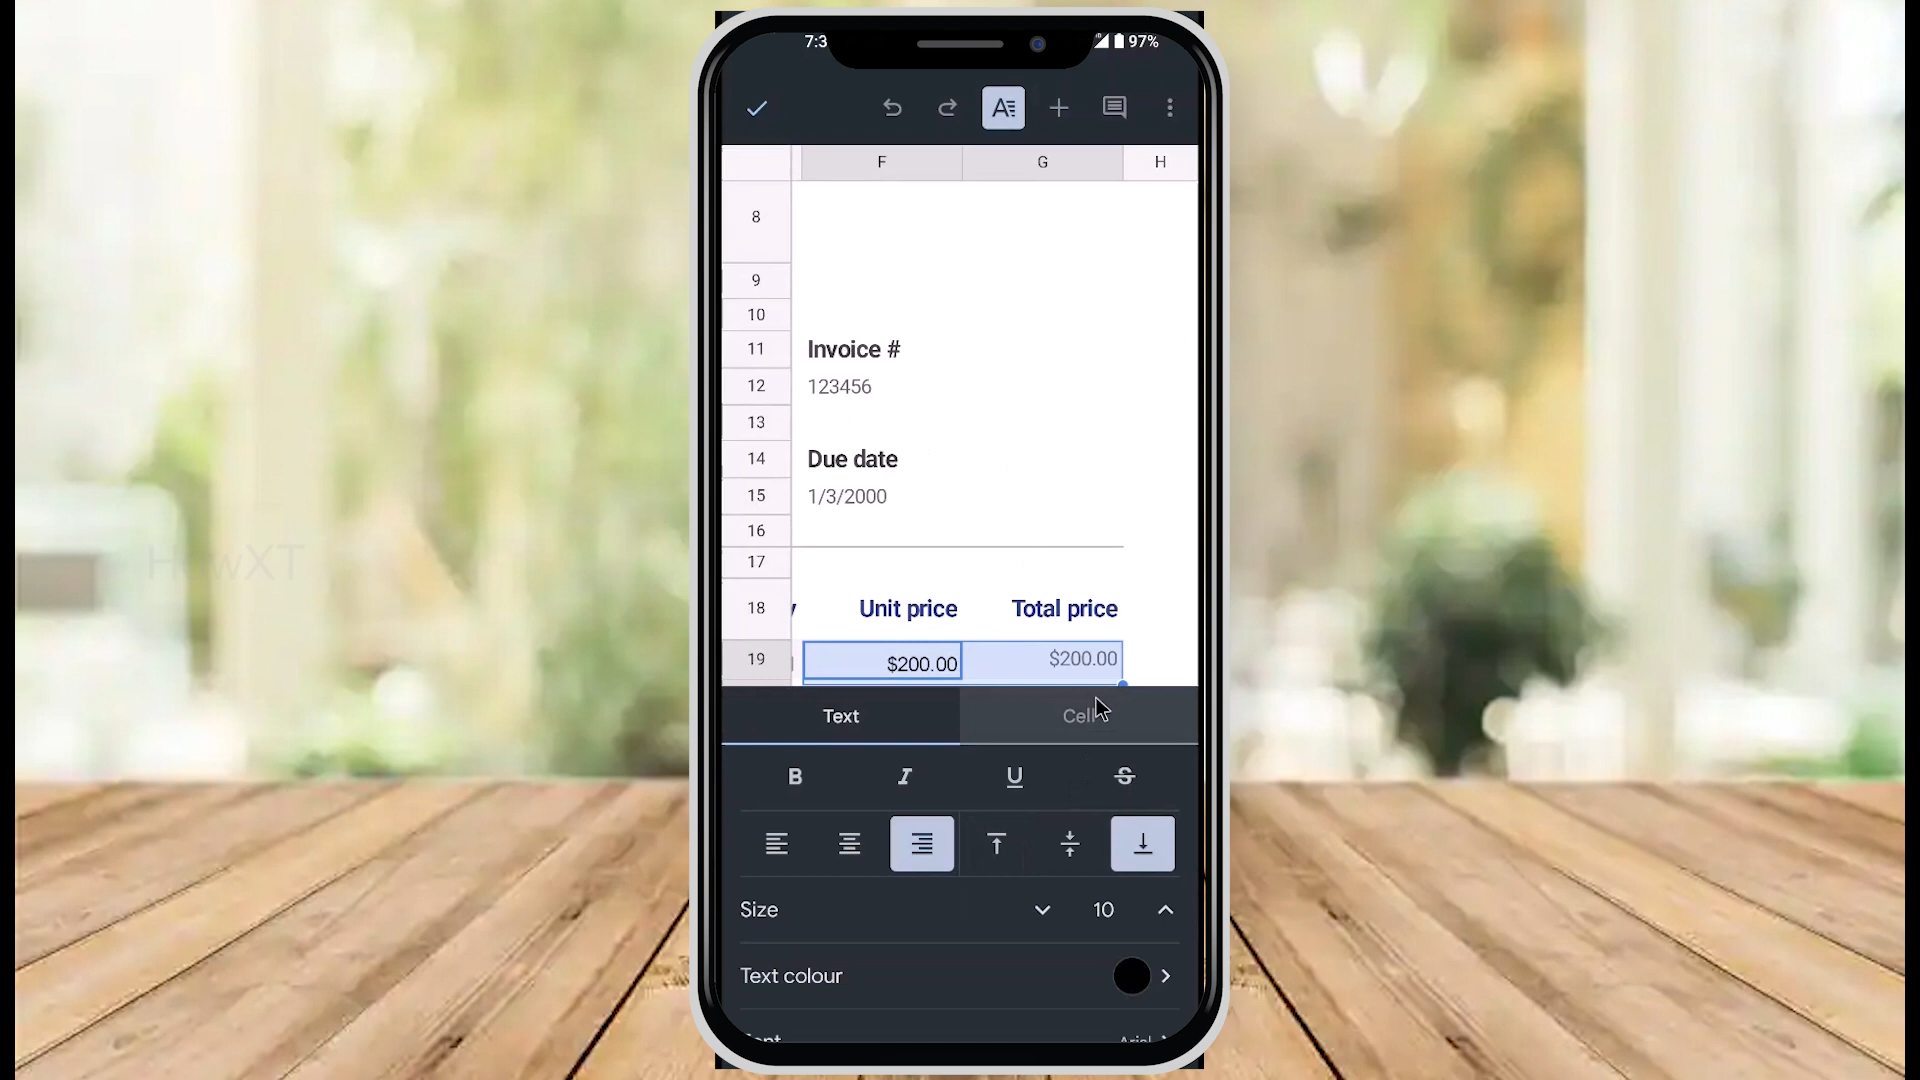 7:3
97%
F G H
8
9
10
11 Invoice #
12 123456
13
14 Due date
15 1/3/2000
16
17
18 Unit price Total price
19 $200.00 $200.00
Text Cell
B I U S
Size 10
Text colour
HowXT